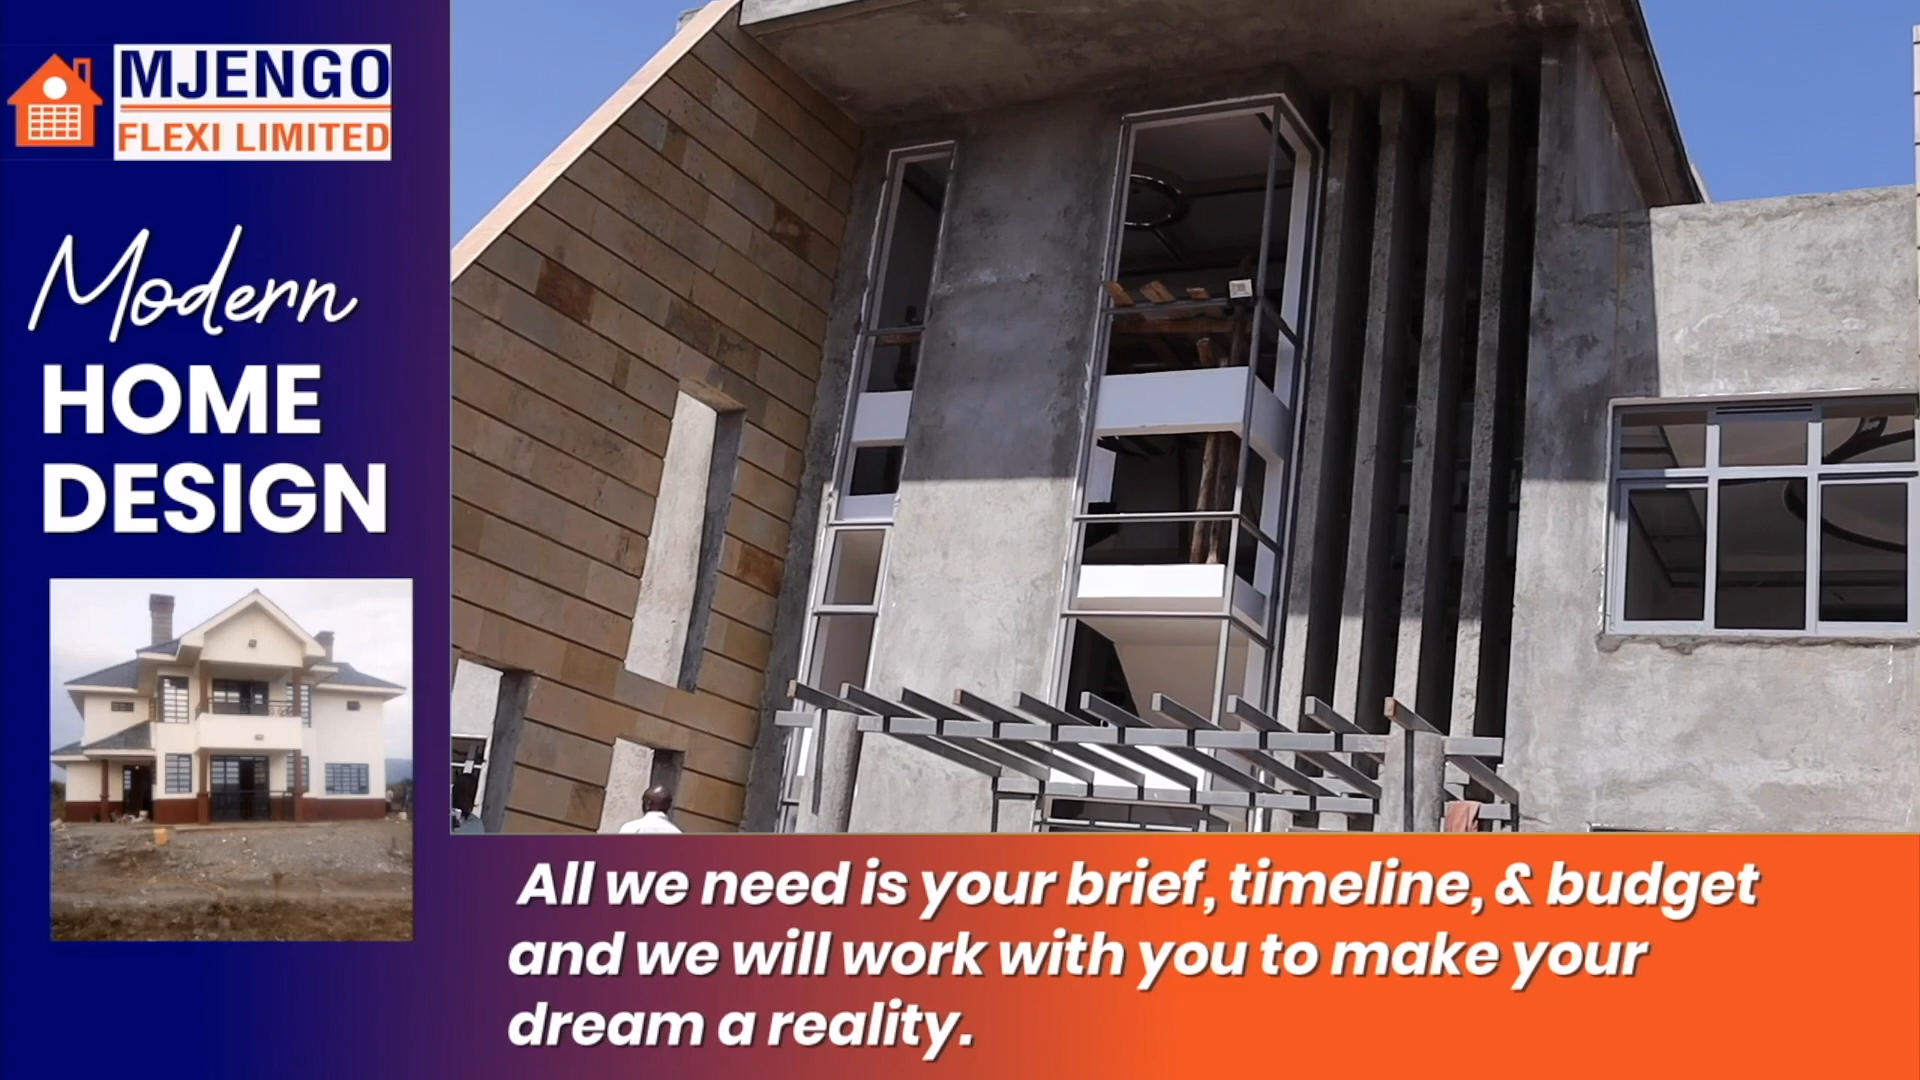 MJENGO
FLEXI LIMITED
Modern
HOME
DESIGN
All we need is your brief, timeline, & budget
and we will work with you to make your
dream a reality.